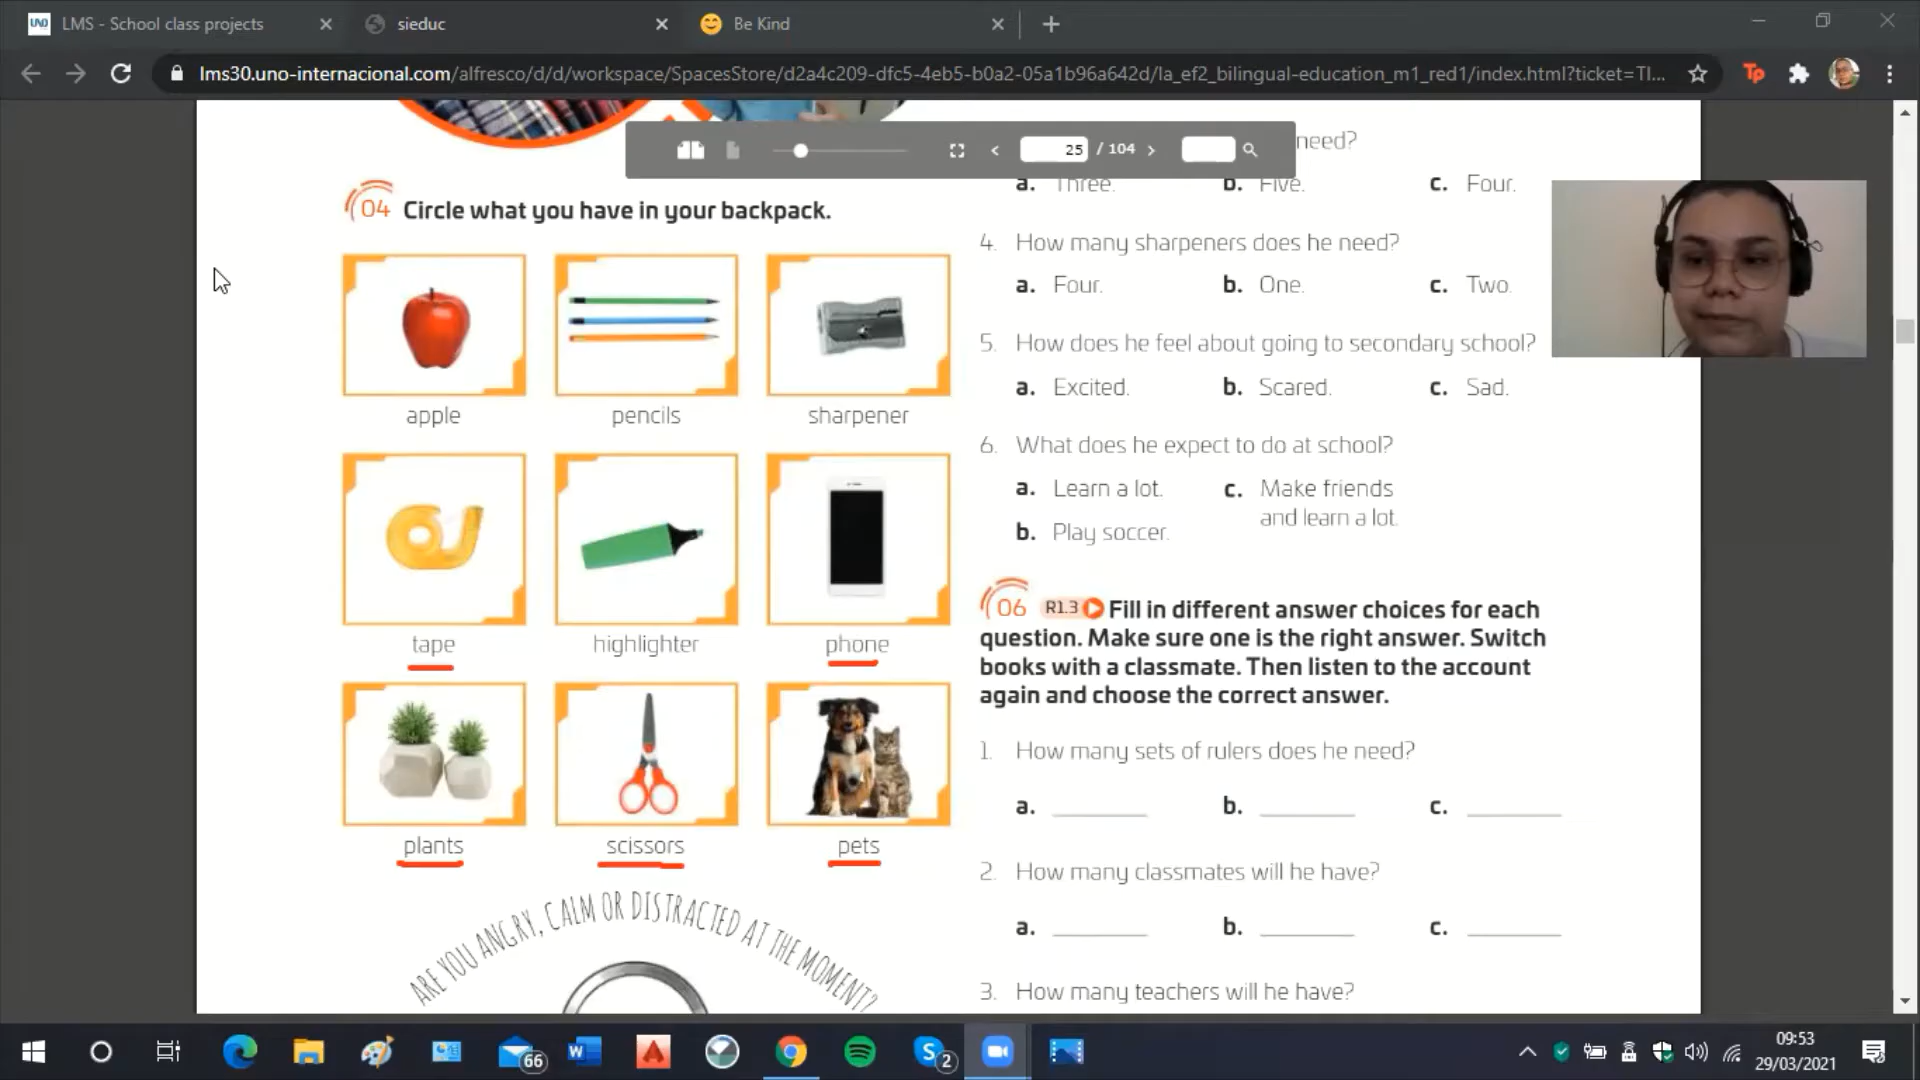 LMS - School class projects
sieduc
Be Kind
lms30.uno-internacional.com/alfresco/d/d/workspace/SpacesStore/d2a4c209-dfc5-4eb5-b0a2-05a1b96a642d/la_ef2_bilingual-education_m1_red1/index.html?ticket=TI...
25 / 104
04 Circle what you have in your backpack.
apple
pencils
sharpener
tape
highlighter
phone
plants
scissors
pets
ARE YOU ANGRY, CALM OR DISTRACTED AT THE MOMENT?
need?
a. Three. b. Five. c. Four.
4. How many sharpeners does he need?
a. Four. b. One. c. Two.
5. How does he feel about going to secondary school?
a. Excited. b. Scared. c. Sad.
6. What does he expect to do at school?
a. Learn a lot. c. Make friends
and learn a lot.
b. Play soccer.
06 R1.3 Fill in different answer choices for each
question. Make sure one is the right answer. Switch
books with a classmate. Then listen to the account
again and choose the correct answer.
1. How many sets of rulers does he need?
a. b. c.
2. How many classmates will he have?
a. b. c.
3. How many teachers will he have?
66
2
09:53
29/03/2021